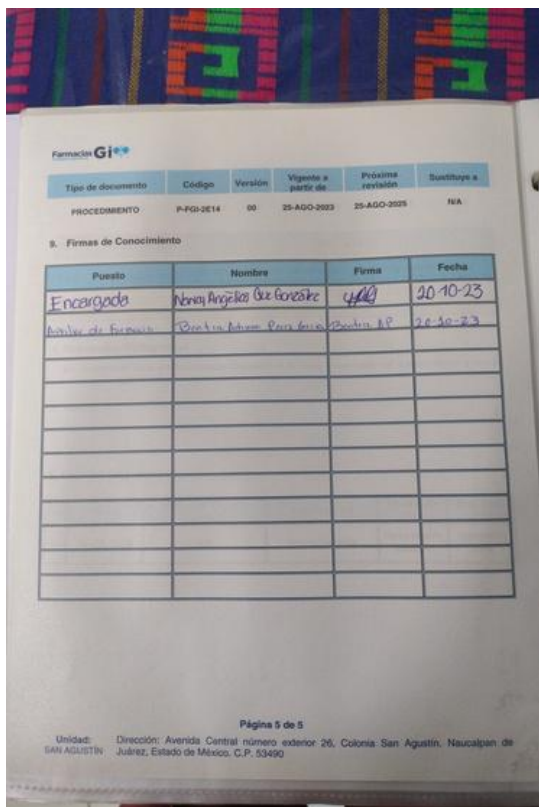 Farmacias Gi
Tipo de documento Código Versión Vigente a partir de Próxima revisión Sustituye a
PROCEDIMIENTO P-FGI-2E14 00 25-AGO-2023 25-AGO-2025 N/A
9. Firmas de Conocimiento
Puesto Nombre Firma Fecha
Encargada Angélica González 20-10-23
de Farmacia 20-10-23
Página 5 de 5
Unidad: Dirección: Avenida Central número exterior 26, Colonia San Agustín. Naucalpan de
SAN AGUSTÍN Juárez, Estado de México. C.P. 53490